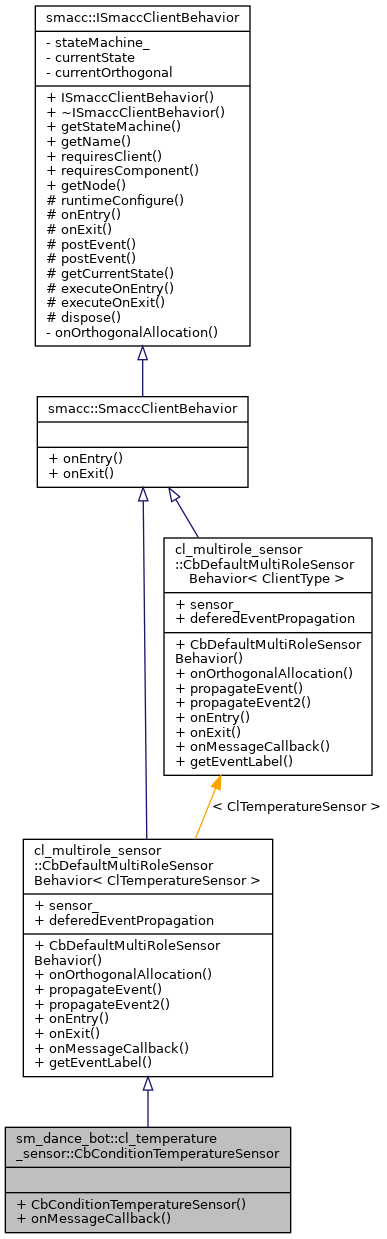 smacc::ISmaccClientBehavior
- stateMachine_
- currentState
- currentOrthogonal
+ ISmaccClientBehavior()
+ ~ISmaccClientBehavior()
+ getStateMachine()
+ getName()
+ requiresClient()
+ requiresComponent()
+ getNode()
# runtimeConfigure()
# onEntry()
# onExit()
# postEvent()
# postEvent()
# getCurrentState()
# executeOnEntry()
# executeOnExit()
# dispose()
- onOrthogonalAllocation()
smacc::SmaccClientBehavior
+ onEntry()
+ onExit()
cl_multirole_sensor
::CbDefaultMultiRoleSensor
Behavior< ClientType >
+ sensor_
+ deferedEventPropagation
+ CbDefaultMultiRoleSensor
Behavior()
+ onOrthogonalAllocation()
+ propagateEvent()
+ propagateEvent2()
+ onEntry()
+ onExit()
+ onMessageCallback()
+ getEventLabel()
< ClTemperatureSensor >
cl_multirole_sensor
::CbDefaultMultiRoleSensor
Behavior< ClTemperatureSensor >
+ sensor_
+ deferedEventPropagation
+ CbDefaultMultiRoleSensor
Behavior()
+ onOrthogonalAllocation()
+ propagateEvent()
+ propagateEvent2()
+ onEntry()
+ onExit()
+ onMessageCallback()
+ getEventLabel()
sm_dance_bot::cl_temperature
_sensor::CbConditionTemperatureSensor
+ CbConditionTemperatureSensor()
+ onMessageCallback()